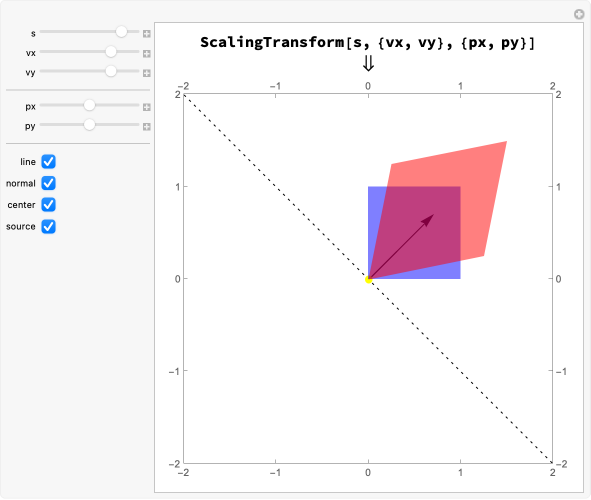 s
vx
vy
px
py
line
normal
center
source
ScalingTransform[s, {vx, vy}, {px, py}]
⇓
−2 −1 0 1 2
2 2
1 1
0 0
−1 −1
−2 −2
−2 −1 0 1 2